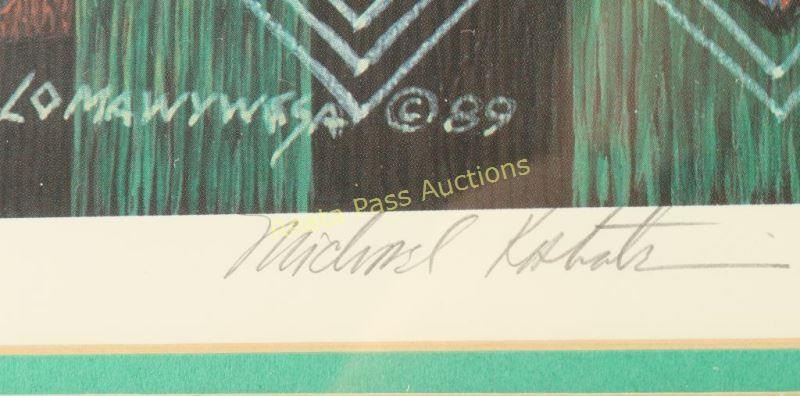 LOMAWYWESA ©89
Pass Auctions
Michael Kabotie